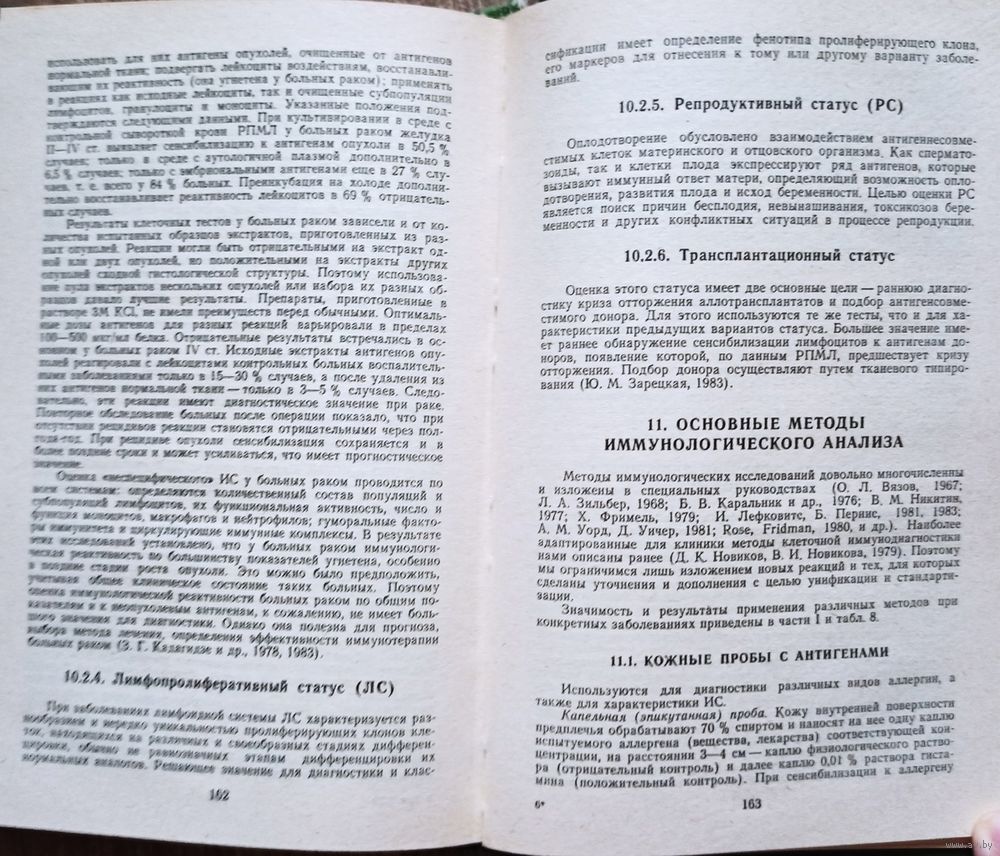 использовать для них антигены опухолей, очищенные от антигенов
нормальной ткани; подвергать лейкоциты воздействиям, восстанавли-
вающим их реактивность (она угнетена у больных раком); применять
в реакциях как исходные лейкоциты, так и очищенные субпопуляции
лимфоцитов, гранулоциты и моноциты. Указанные положения под-
тверждаются следующими данными. При культивировании в среде с
контрольной сывороткой крови РПМЛ у больных раком желудка
II—IV ст. выявляет сенсибилизацию к антигенам опухоли в 50,5 %
случаев; только в среде с аутологичной плазмой дополнительно в
6,5 % случаев; только с эмбриональными антигенами еще в 27 % слу-
чаев, т. е. всего у 84 % больных. Преинкубация на холоде дополни-
тельно восстанавливает реактивность лейкоцитов в 69 % отрицатель-
ных случаев.
Результаты клеточных тестов у больных раком зависели и от ко-
личества испытанных образцов экстрактов, приготовленных из раз-
ных опухолей. Реакции могли быть отрицательными на экстракт од-
ной или двух опухолей, но положительными на экстракты других
опухолей сходной гистологической структуры. Поэтому использова-
ние пула экстрактов нескольких опухолей или набора их разных об-
разцов давало лучшие результаты. Препараты, приготовленные в
растворе 3М KCl, не имели преимуществ перед обычными. Оптималь-
ные дозы антигенов для разных реакций варьировали в пределах
100—500 мкг/мл белка. Отрицательные результаты встречались в ос-
новном у больных раком IV ст. Исходные экстракты антигенов опу-
холей реагировали с лейкоцитами контрольных больных воспалитель-
ными заболеваниями только в 15—30 % случаев, а после удаления из
них антигенов нормальной ткани — только в 3—5 % случаев. Следо-
вательно, эти реакции имеют диагностическое значение при раке.
Повторное обследование больных после операции показало, что при
отсутствии рецидивов реакции становятся отрицательными через пол-
года-год. При рецидиве опухоли сенсибилизация сохраняется и в
более поздние сроки и может усиливаться, что имеет прогностическое
значение.
Оценка «неспецифического» ИС у больных раком проводится по
всем системам: определяются количественный состав популяций и
субпопуляций лимфоцитов, их функциональная активность, число и
функция моноцитов, макрофагов и нейтрофилов; гуморальные факто-
ры иммунитета и циркулирующие иммунные комплексы. В результате
этих исследований установлено, что у больных раком иммунологи-
ческая реактивность по большинству показателей угнетена, особенно
в поздние стадии роста опухоли. Это можно было предположить,
учитывая общее клиническое состояние таких больных. Поэтому
оценка иммунологической реактивности больных раком по общим по-
казателям и к неопухолевым антигенам, к сожалению, не имеет боль-
шого значения для диагностики. Однако она полезна для прогноза,
выбора метода лечения, определения эффективности иммунотерапии
больных раком (З. Г. Кадагидзе и др., 1978, 1983).
10.2.4. Лимфопролиферативный статус (ЛС)
При заболеваниях лимфоидной системы ЛС характеризуется раз-
нообразием и нередко уникальностью пролиферирующих клонов кле-
ток, находящихся на различных и своеобразных стадиях дифферен-
цировки, обычно не равнозначных этапам дифференцировки их
нормальных аналогов. Решающее значение для диагностики и клас-
162
сификации имеет определение фенотипа пролиферирующего клона,
его маркеров для отнесения к тому или другому варианту заболе-
ваний.
10.2.5. Репродуктивный статус (РС)
Оплодотворение обусловлено взаимодействием антигеннесовме-
стимых клеток материнского и отцовского организма. Как спермато-
зоиды, так и клетки плода экспрессируют ряд антигенов, которые
вызывают иммунный ответ матери, определяющий возможность опло-
дотворения, развития плода и исход беременности. Целью оценки РС
является поиск причин бесплодия, невынашивания, токсикозов бере-
менности и других конфликтных ситуаций в процессе репродукции.
10.2.6. Трансплантационный статус
Оценка этого статуса имеет две основные цели — раннюю диагно-
стику криза отторжения аллотрансплантатов и подбор антигенсовме-
стимого донора. Для этого используются те же тесты, что и для ха-
рактеристики предыдущих вариантов статуса. Большее значение име-
ет раннее обнаружение сенсибилизации лимфоцитов к антигенам до-
норов, появление которой, по данным РПМЛ, предшествует кризу
отторжения. Подбор донора осуществляют путем тканевого типиро-
вания (Ю. М. Зарецкая, 1983).
11. ОСНОВНЫЕ МЕТОДЫ
ИММУНОЛОГИЧЕСКОГО АНАЛИЗА
Методы иммунологических исследований довольно многочисленны
и изложены в специальных руководствах (О. Л. Вязов, 1967;
Л. А. Зильбер, 1968; Б. В. Каральник и др., 1976; В. М. Никитин,
1977; Х. Фримель, 1979; И. Лефковитс, Б. Пернис, 1981, 1983;
А. М. Уорд, Д. Уичер, 1981; Rose, Fridman, 1980, и др.). Наиболее
адаптированные для клиники методы клеточной иммунодиагностики
нами описаны ранее (Д. К. Новиков, В. И. Новикова, 1979). Поэтому
мы ограничимся лишь изложением новых реакций и тех, для которых
сделаны уточнения и дополнения с целью унификации и стандарти-
зации.
Значимость и результаты применения различных методов при
конкретных заболеваниях приведены в части I и табл. 8.
11.1. КОЖНЫЕ ПРОБЫ С АНТИГЕНАМИ
Используются для диагностики различных видов аллергии, а
также для характеристики ИС.
Капельная (эпикутанная) проба. Кожу внутренней поверхности
предплечья обрабатывают 70 % спиртом и наносят на нее одну каплю
испытуемого аллергена (вещества, лекарства) соответствующей кон-
центрации, на расстоянии 3—4 см — каплю физиологического раство-
ра (отрицательный контроль) и далее каплю 0,01 % раствора гиста-
мина (положительный контроль). При сенсибилизации к аллергену
6*
163
www.ay.by